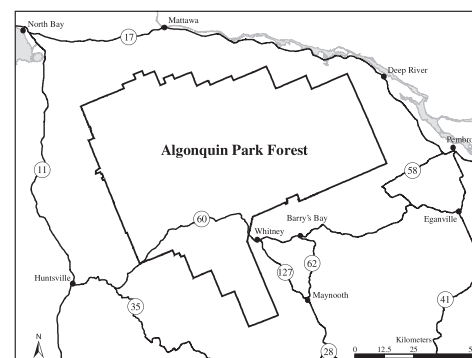 North Bay
Mattawa
17
Deep River
Algonquin Park Forest
58
11
60
Barry's Bay
Eganville
Whitney
62
127
Huntsville
Maynooth
35
41
Kilometers
N
28
0 12.5 25